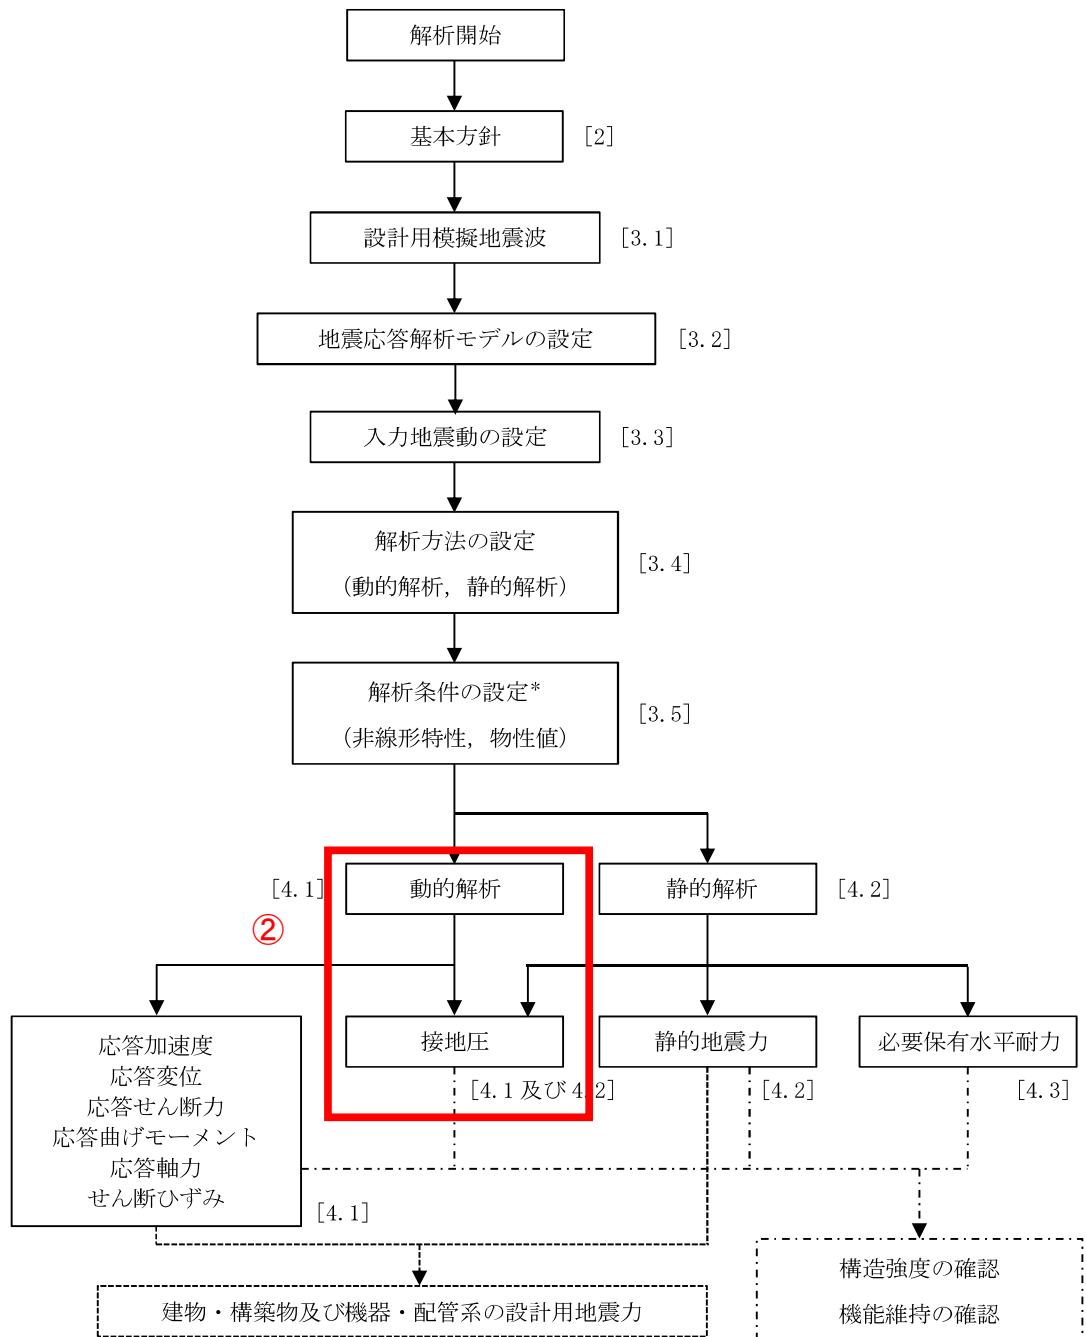 解析開始
基本方針
[2]
設計用模擬地震波
[3.1]
地震応答解析モデルの設定
[3.2]
入力地震動の設定
[3.3]
解析方法の設定
(動的解析, 静的解析)
[3.4]
解析条件の設定*
(非線形特性, 物性値)
[3.5]
[4.1]
動的解析
静的解析
[4.2]
②
応答加速度
応答変位
応答せん断力
応答曲げモーメント
応答軸力
せん断ひずみ
[4.1]
接地圧
[4.1 及び 4.2]
静的地震力
[4.2]
必要保有水平耐力
[4.3]
建物・構築物及び機器・配管系の設計用地震力
構造強度の確認
機能維持の確認